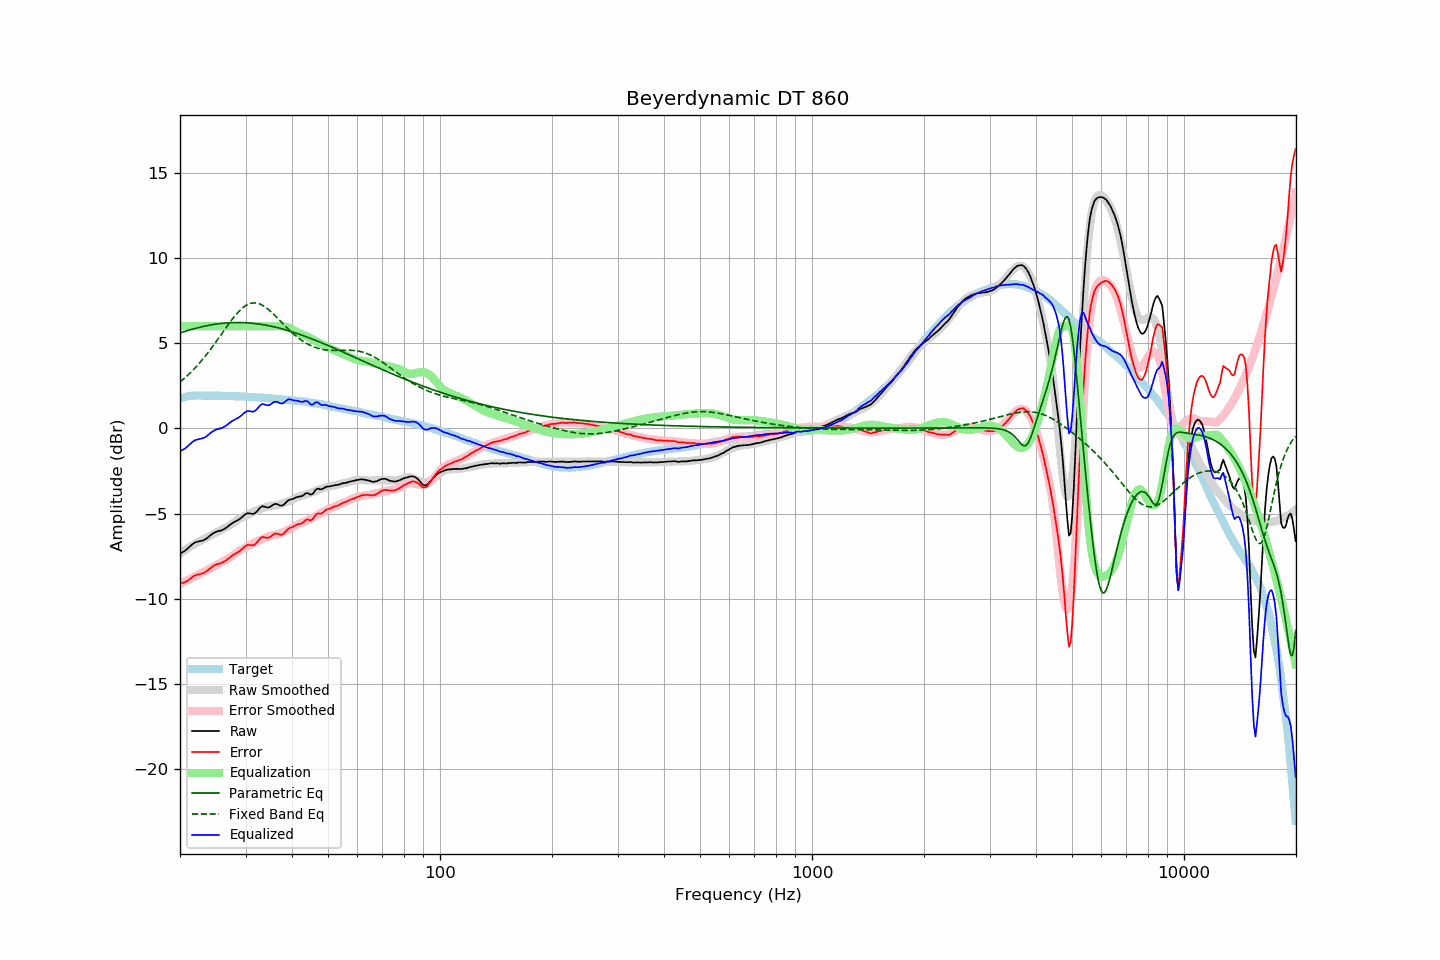 Beyerdynamic DT 860
15
10
5
0
−5
−10
−15
−20
Amplitude (dBr)
Target
Raw Smoothed
Error Smoothed
Raw
Error
Equalization
Parametric Eq
Fixed Band Eq
Equalized
100
1000
10000
Frequency (Hz)